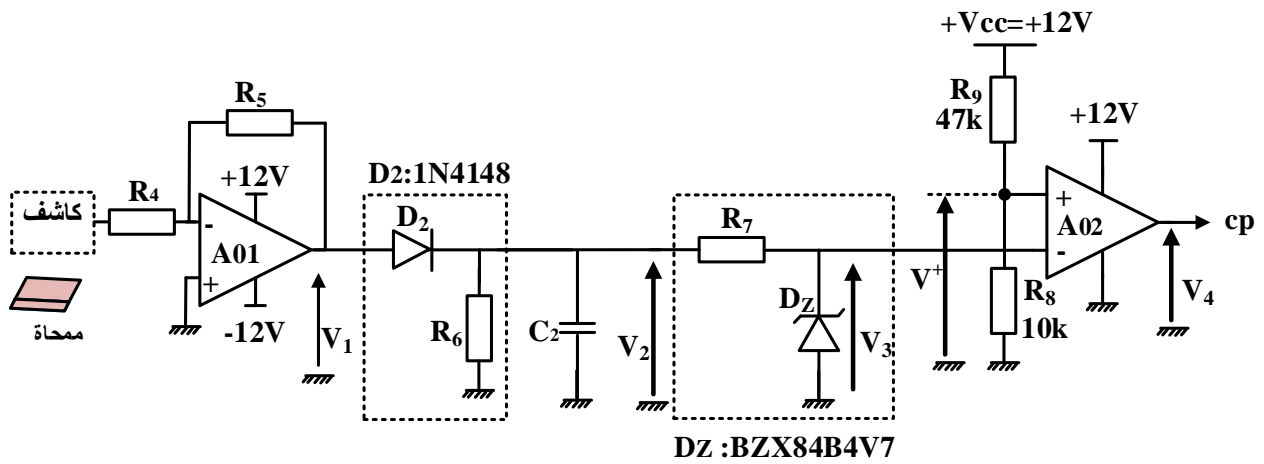 +Vcc=+12V
R5
R9
47k
+12V
D2:1N4148
كاشف
R4
+12V
D2
R7
-
A01
+
+
A02
-
cp
ممحاة
-12V
V1
R6
C2
V2
DZ
V3
V+
R8
10k
V4
DZ :BZX84B4V7